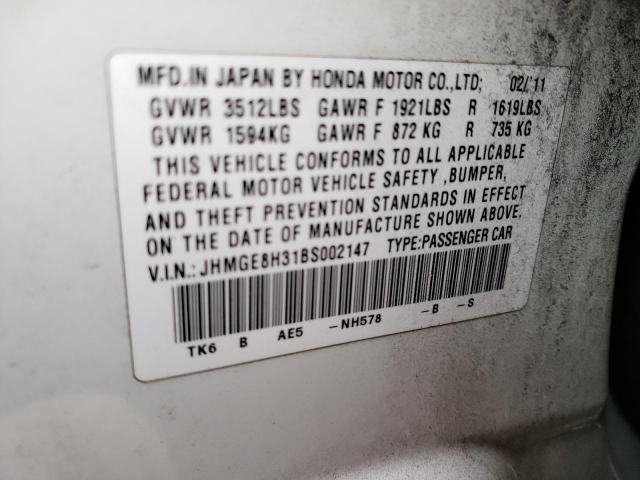 MFD.IN JAPAN BY HONDA MOTOR CO.,LTD; 02/'11
GVWR 3512LBS GAWR F 1921LBS R 1619LBS
GVWR 1594KG GAWR F 872 KG R 735 KG
THIS VEHICLE CONFORMS TO ALL APPLICABLE
FEDERAL MOTOR VEHICLE SAFETY ,BUMPER,
AND THEFT PREVENTION STANDARDS IN EFFECT
ON THE DATE OF MANUFACTURE SHOWN ABOVE.
V.I.N.: JHMGE8H31BS002147 TYPE:PASSENGER CAR
TK6 B AE5 -NH578 -B -S